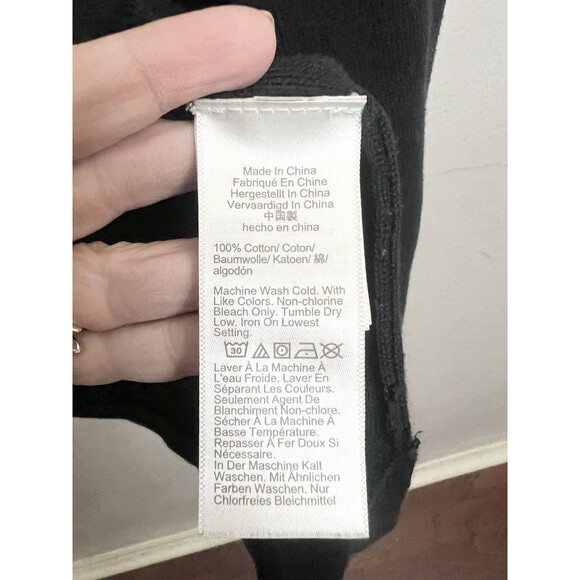 Made In China
Fabriqué En Chine
Hergestellt In China
Vervaardigd In China
中国製
hecho en china
100% Cotton/ Coton/
Baumwolle/ Katoen/ 綿/
algodón
Machine Wash Cold. With
Like Colors. Non-chlorine
Bleach Only. Tumble Dry
Low. Iron On Lowest
Setting.
30
Laver À La Machine À
L'eau Froide. Laver En
Séparant Les Couleurs.
Seulement Agent De
Blanchiment Non-chlore.
Sécher À La Machine À
Basse Température.
Repasser À Fer Doux Si
Nécessaire.
In Der Maschine Kalt
Waschen. Mit Ähnlichen
Farben Waschen. Nur
Chlorfreies Bleichmittel